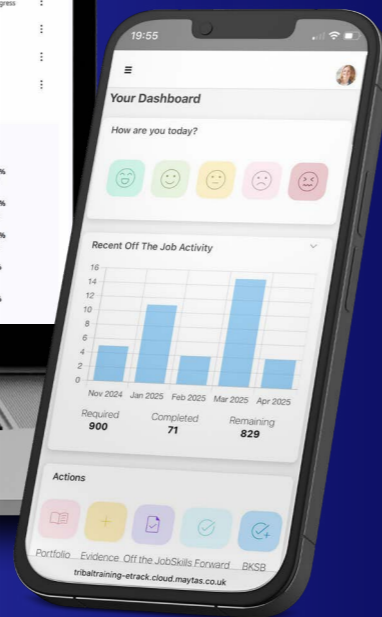 gress
%
%
%
19:55
Your Dashboard
How are you today?
Recent Off The Job Activity
16
14
12
10
8
6
4
2
0
Nov 2024 Jan 2025 Feb 2025 Mar 2025 Apr 2025
Required Completed Remaining
900 71 829
Actions
Portfolio Evidence Off the Job Skills Forward BKSB
tribaltraining-etrack.cloud.maytas.co.uk